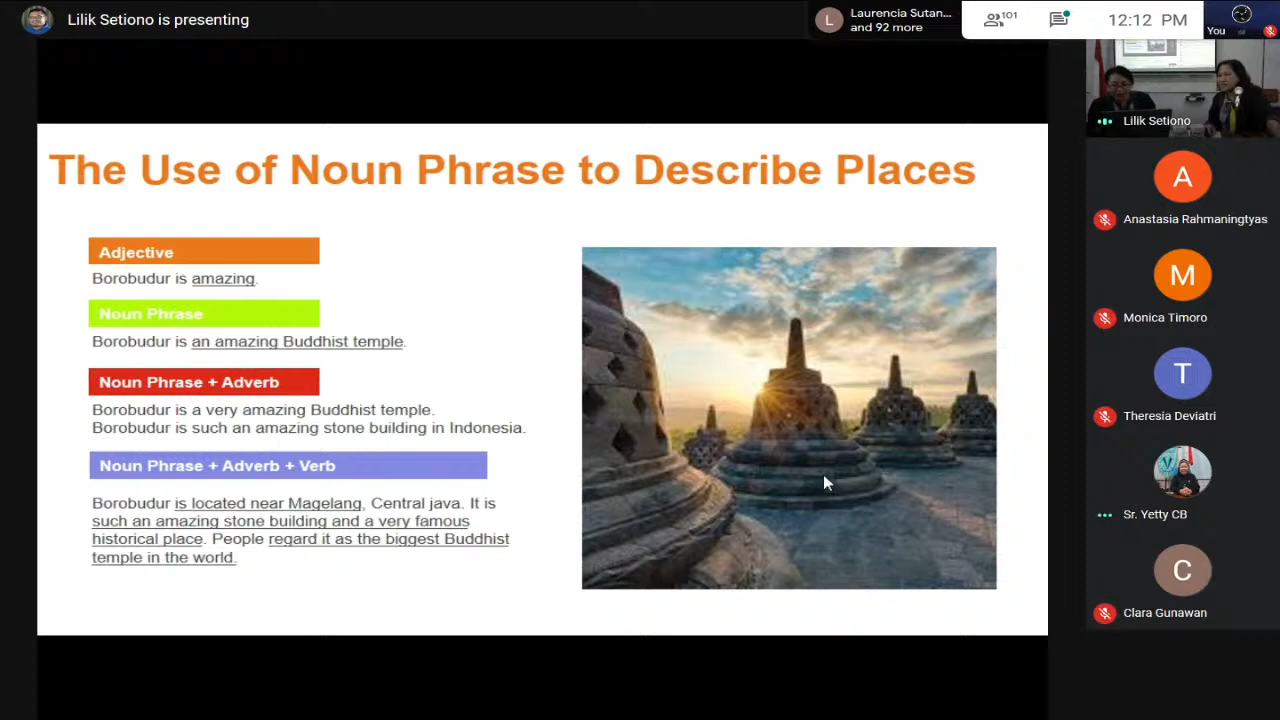 Lilik Setiono is presenting
L
Laurencia Sutan...
and 92 more
101
12:12 PM
You
The Use of Noun Phrase to Describe Places
Adjective
Borobudur is amazing.
Noun Phrase
Borobudur is an amazing Buddhist temple.
Noun Phrase + Adverb
Borobudur is a very amazing Buddhist temple.
Borobudur is such an amazing stone building in Indonesia.
Noun Phrase + Adverb + Verb
Borobudur is located near Magelang, Central java. It is
such an amazing stone building and a very famous
historical place. People regard it as the biggest Buddhist
temple in the world.
Lilik Setiono
A
Anastasia Rahmaningtyas
M
Monica Timoro
T
Theresia Deviatri
Sr. Yetty CB
C
Clara Gunawan